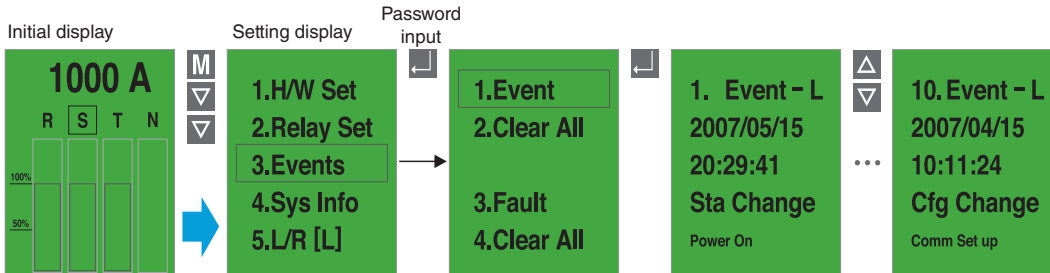 Initial display
1000 A
R S T N
100%
50%
M
Setting display
1.H/W Set
2.Relay Set
3.Events
4.Sys Info
5.L/R [L]
Password
input
1.Event
2.Clear All
3.Fault
4.Clear All
1. Event – L
2007/05/15
20:29:41
Sta Change
Power On
10. Event – L
2007/04/15
10:11:24
Cfg Change
Comm Set up